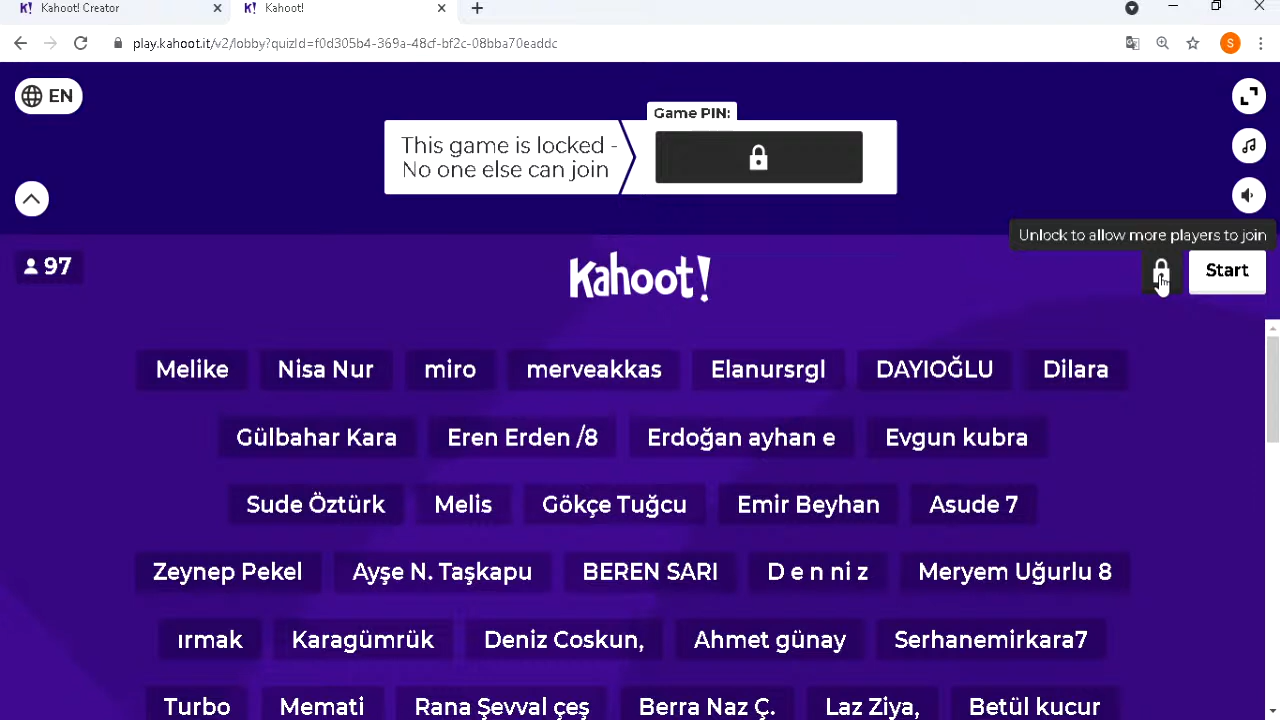 Kahoot! Creator
Kahoot!
play.kahoot.it/v2/lobby?quizId=f0d305b4-369a-48cf-bf2c-08bba70eaddc
S
EN
Game PIN:
This game is locked -
No one else can join
Unlock to allow more players to join
97
Kahoot!
Start
Melike Nisa Nur miro merveakkas Elanursrgl DAYIOĞLU Dilara
Gülbahar Kara Eren Erden /8 Erdoğan ayhan e Evgun kubra
Sude Öztürk Melis Gökçe Tuğcu Emir Beyhan Asude 7
Zeynep Pekel Ayşe N. Taşkapu BEREN SARI D e n ni z Meryem Uğurlu 8
ırmak Karagümrük Deniz Coskun, Ahmet günay Serhanemirkara7
Turbo Memati Rana Şevval çeş Berra Naz Ç. Laz Ziya, Betül kucur